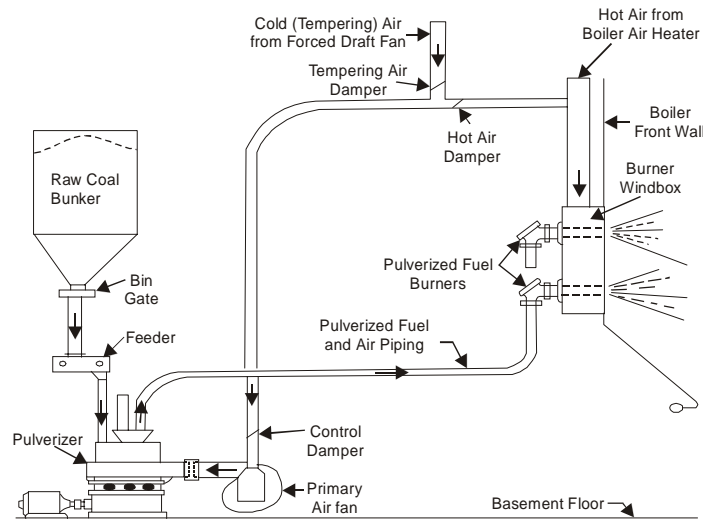 Cold (Tempering) Air
from Forced Draft Fan
Hot Air from
Boiler Air Heater
Tempering Air
Damper
Hot Air
Damper
Boiler
Front Wall
Raw Coal
Bunker
Burner
Windbox
Pulverized Fuel
Burners
Bin
Gate
Feeder
Pulverized Fuel
and Air Piping
Pulverizer
Control
Damper
Primary
Air fan
Basement Floor